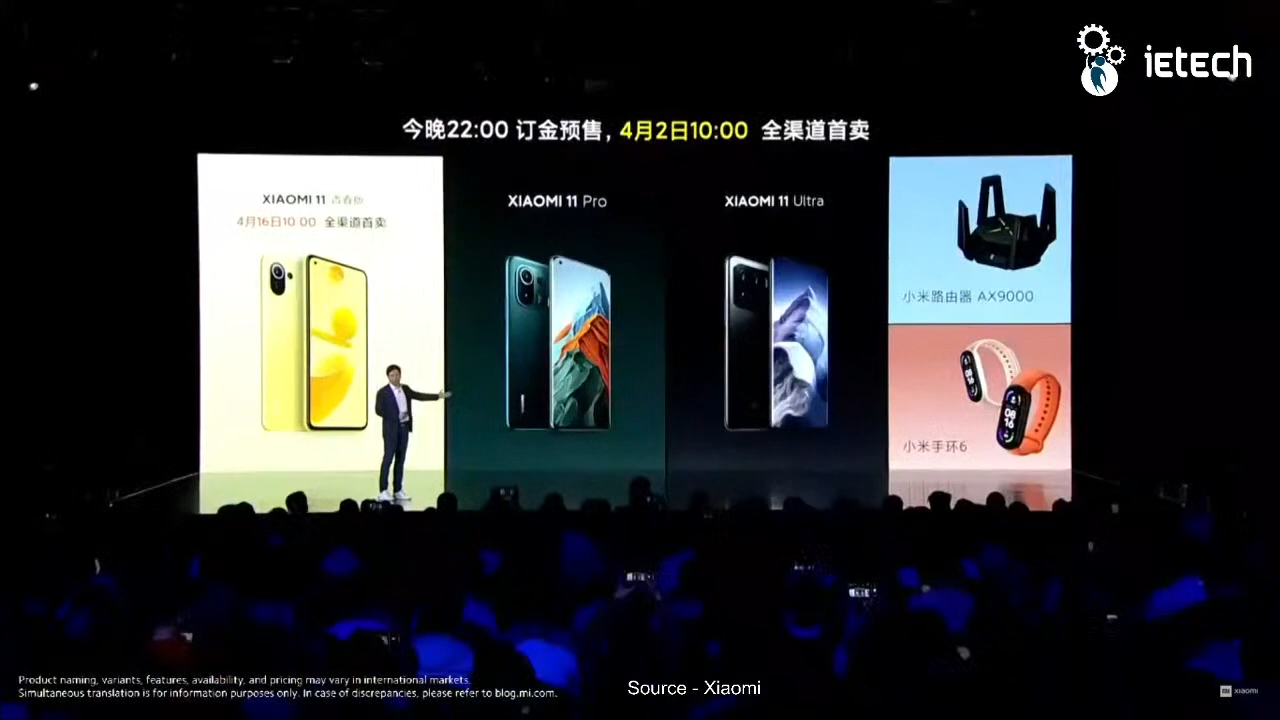 ietech
今晚22:00 订金预售, 4月2日10:00 全渠道首卖
XIAOMI 11 青春版
4月16日10:00 全渠道首卖
XIAOMI 11 Pro
XIAOMI 11 Ultra
小米路由器 AX9000
小米手环6
08
16
Product naming, variants, features, availability, and pricing may vary in international markets.
Simultaneous translation is for information purposes only. In case of discrepancies, please refer to blog.mi.com.
Source - Xiaomi
mi xiaomi